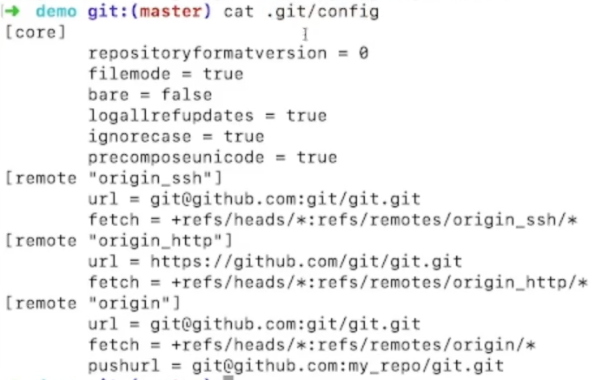 ➜ demo git:(master) cat .git/config
[core]
        repositoryformatversion = 0
        filemode = true
        bare = false
        logallrefupdates = true
        ignorecase = true
        precomposeunicode = true
[remote "origin_ssh"]
        url = git@github.com:git/git.git
        fetch = +refs/heads/*:refs/remotes/origin_ssh/*
[remote "origin_http"]
        url = https://github.com/git/git.git
        fetch = +refs/heads/*:refs/remotes/origin_http/*
[remote "origin"]
        url = git@github.com:git/git.git
        fetch = +refs/heads/*:refs/remotes/origin/*
        pushurl = git@github.com:my_repo/git.git